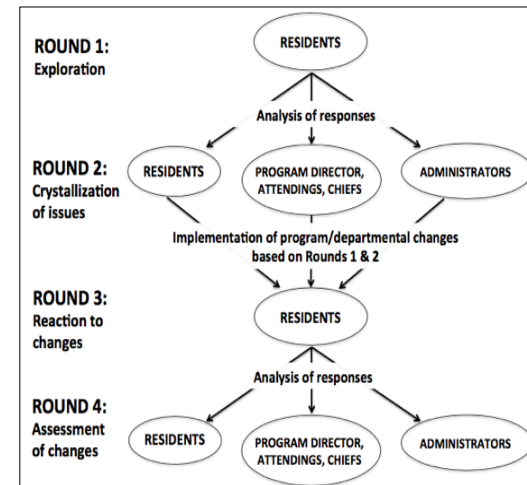 ROUND 1:
Exploration
RESIDENTS
Analysis of responses
ROUND 2:
Crystallization
of issues
RESIDENTS
PROGRAM DIRECTOR,
ATTENDINGS, CHIEFS
ADMINISTRATORS
Implementation of program/departmental changes
based on Rounds 1 & 2
ROUND 3:
Reaction to
changes
RESIDENTS
Analysis of responses
ROUND 4:
Assessment
of changes
RESIDENTS
PROGRAM DIRECTOR,
ATTENDINGS, CHIEFS
ADMINISTRATORS